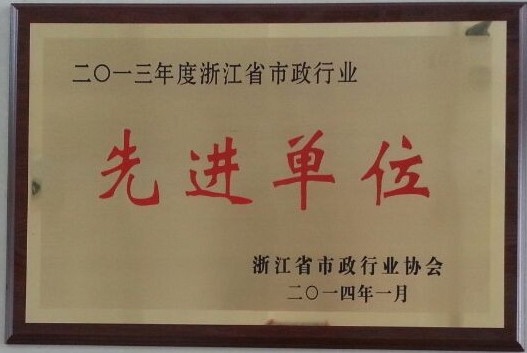 二〇一三年度浙江省市政行业
先进单位
浙江省市政行业协会
二〇一四年一月